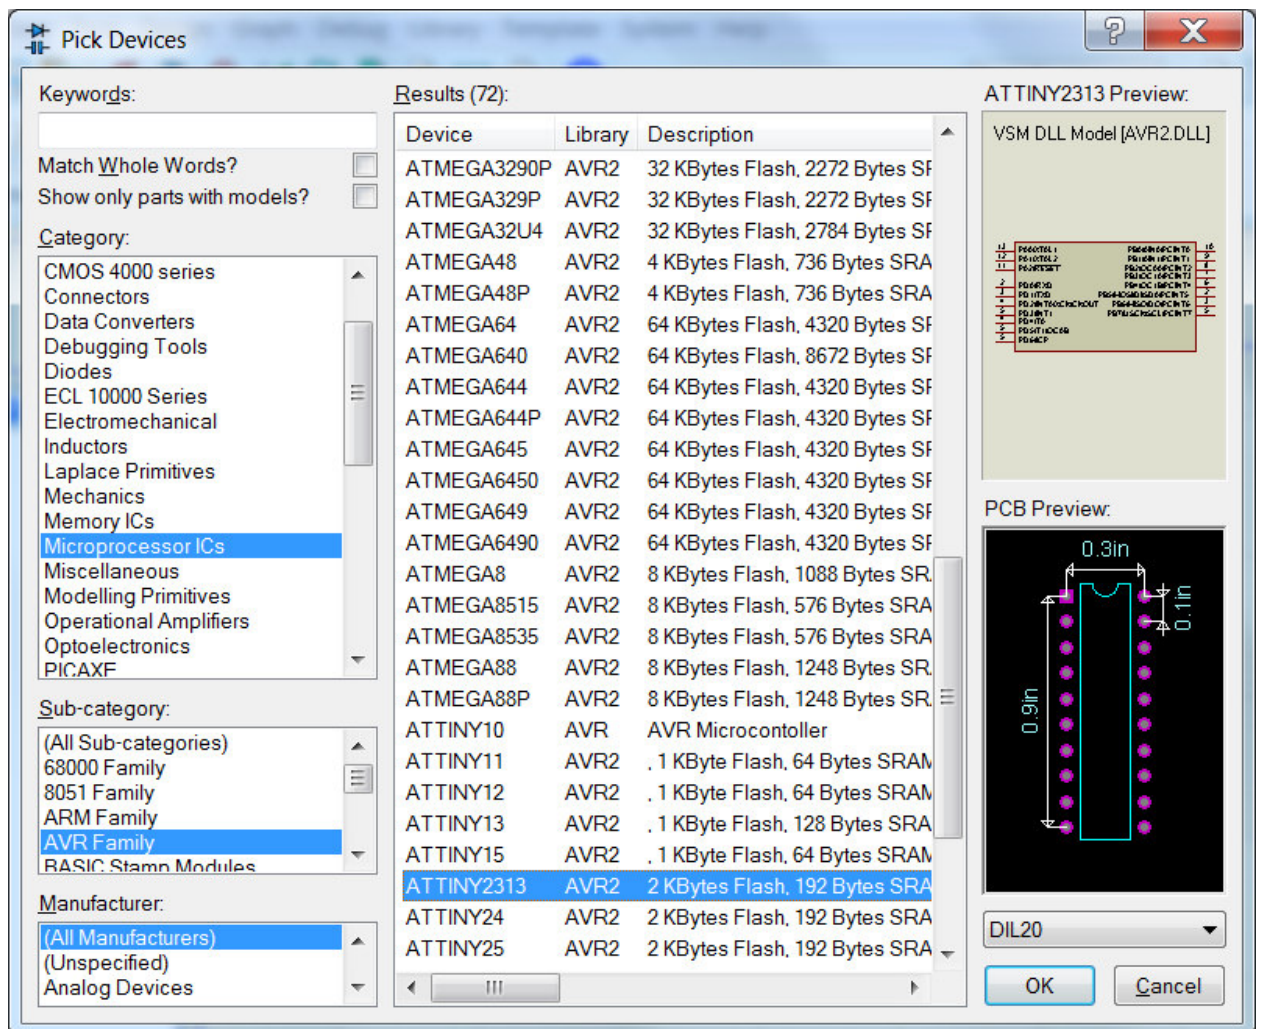 Pick Devices
Keywords:
Match Whole Words?
Show only parts with models?
Category:
CMOS 4000 series
Connectors
Data Converters
Debugging Tools
Diodes
ECL 10000 Series
Electromechanical
Inductors
Laplace Primitives
Mechanics
Memory ICs
Microprocessor ICs
Miscellaneous
Modelling Primitives
Operational Amplifiers
Optoelectronics
PICAXE
Sub-category:
(All Sub-categories)
68000 Family
8051 Family
ARM Family
AVR Family
BASIC Stamp Modules
Manufacturer:
(All Manufacturers)
(Unspecified)
Analog Devices
Results (72):
Device Library Description
ATMEGA3290P AVR2 32 KBytes Flash, 2272 Bytes
ATMEGA329P AVR2 32 KBytes Flash, 2272 Bytes
ATMEGA32U4 AVR2 32 KBytes Flash, 2784 Bytes
ATMEGA48 AVR2 4 KBytes Flash, 736 Bytes SRA
ATMEGA48P AVR2 4 KBytes Flash, 736 Bytes SRA
ATMEGA64 AVR2 64 KBytes Flash, 4320 Bytes
ATMEGA640 AVR2 64 KBytes Flash, 8672 Bytes
ATMEGA644 AVR2 64 KBytes Flash, 4320 Bytes
ATMEGA644P AVR2 64 KBytes Flash, 4320 Bytes
ATMEGA645 AVR2 64 KBytes Flash, 4320 Bytes
ATMEGA6450 AVR2 64 KBytes Flash, 4320 Bytes
ATMEGA649 AVR2 64 KBytes Flash, 4320 Bytes
ATMEGA6490 AVR2 64 KBytes Flash, 4320 Bytes
ATMEGA8 AVR2 8 KBytes Flash, 1088 Bytes SR
ATMEGA8515 AVR2 8 KBytes Flash, 576 Bytes SRA
ATMEGA8535 AVR2 8 KBytes Flash, 576 Bytes SRA
ATMEGA88 AVR2 8 KBytes Flash, 1248 Bytes SR
ATMEGA88P AVR2 8 KBytes Flash, 1248 Bytes SR
ATTINY10 AVR AVR Microcontoller
ATTINY11 AVR2 , 1 KByte Flash, 64 Bytes SRAM
ATTINY12 AVR2 , 1 KByte Flash, 64 Bytes SRAM
ATTINY13 AVR2 , 1 KByte Flash, 128 Bytes SRA
ATTINY15 AVR2 , 1 KByte Flash, 64 Bytes SRAM
ATTINY2313 AVR2 2 KBytes Flash, 192 Bytes SRA
ATTINY24 AVR2 2 KBytes Flash, 192 Bytes SRA
ATTINY25 AVR2 2 KBytes Flash, 192 Bytes SRA
ATTINY2313 Preview:
VSM DLL Model [AVR2.DLL]
PCB Preview:
0.3in
0.1in
0.9in
DIL20
OK
Cancel